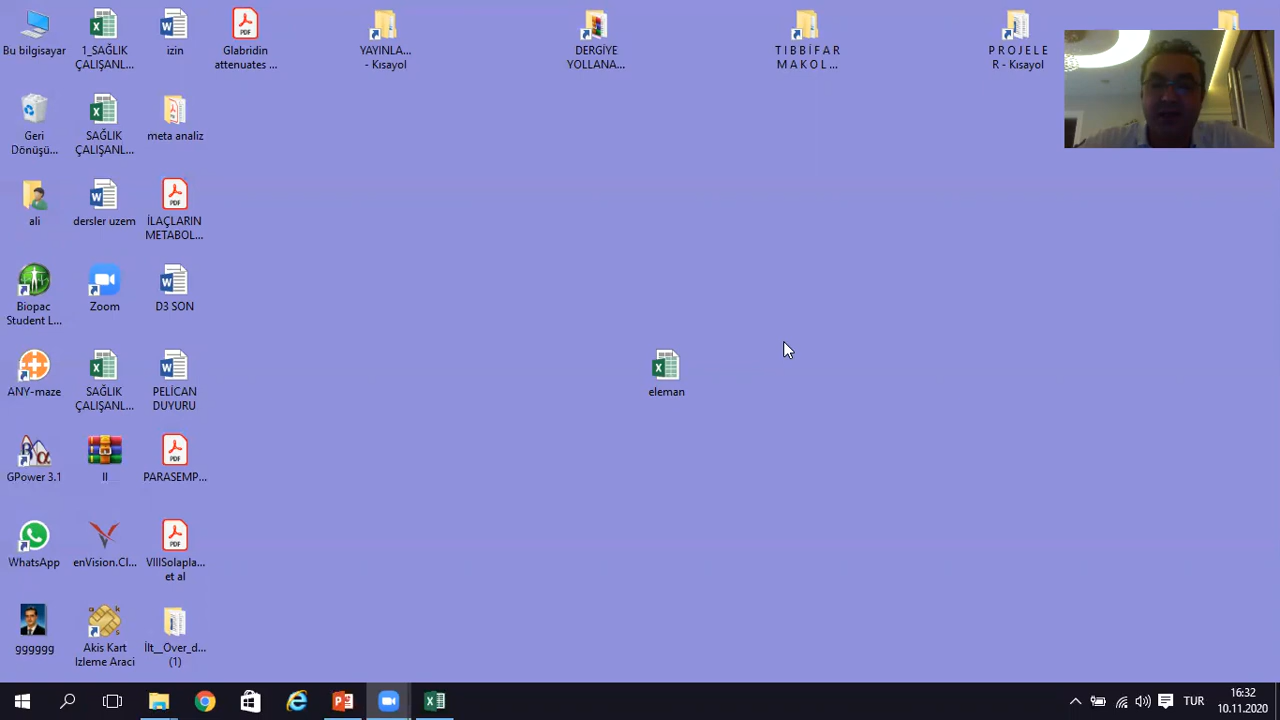 Bu bilgisayar
1_SAĞLIK
ÇALIŞANL...
izin
Glabridin
attenuates ...
YAYINLA...
- Kısayol
DERGİYE
YOLLANA...
T I B B İ F A R
M A K O L ...
P R O J E L E
R - Kısayol
Geri
Dönüşü...
SAĞLIK
ÇALIŞANL...
meta analiz
ali
dersler uzem
İLAÇLARIN
METABOL...
Biopac
Student L...
Zoom
D3 SON
ANY-maze
SAĞLIK
ÇALIŞANL...
PELİCAN
DUYURU
eleman
GPower 3.1
II
PARASEMP...
WhatsApp
enVision.Cl...
VIIISolapla...
et al
gggggg
Akis Kart
Izleme Araci
İlt__Over_d...
(1)
TUR
16:32
10.11.2020